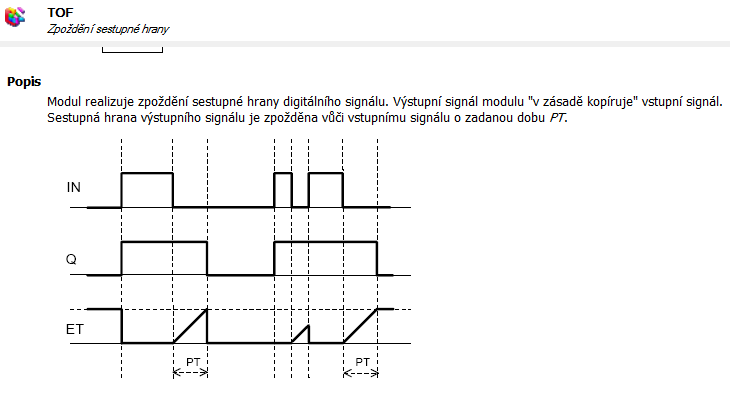 TOF
Zpoždění sestupné hrany
Popis
Modul realizuje zpoždění sestupné hrany digitálního signálu. Výstupní signál modulu "v zásadě kopíruje" vstupní signál.
Sestupná hrana výstupního signálu je zpožděna vůči vstupnímu signálu o zadanou dobu PT.
IN
Q
ET
PT
PT